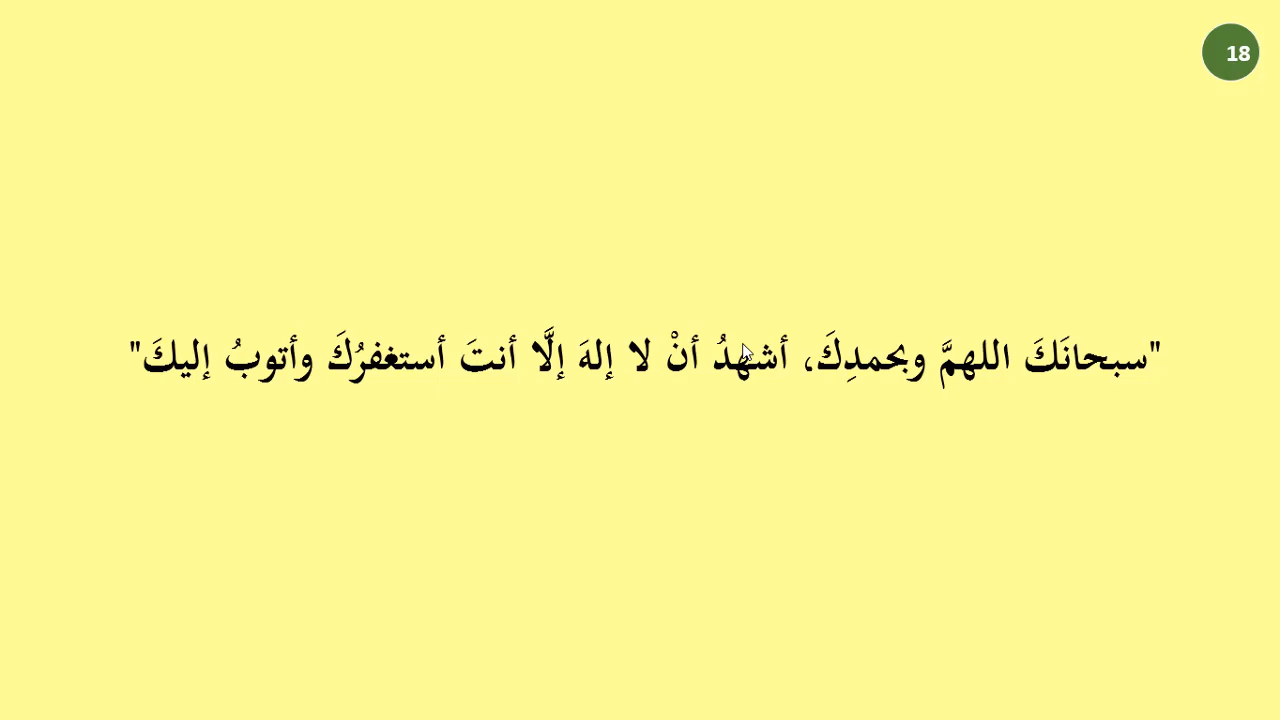 18
"سبحانَكَ اللهمَّ وبحمدِكَ، أشهدُ أنْ لا إلهَ إلَّا أنتَ أستغفرُكَ وأتوبُ إليكَ"